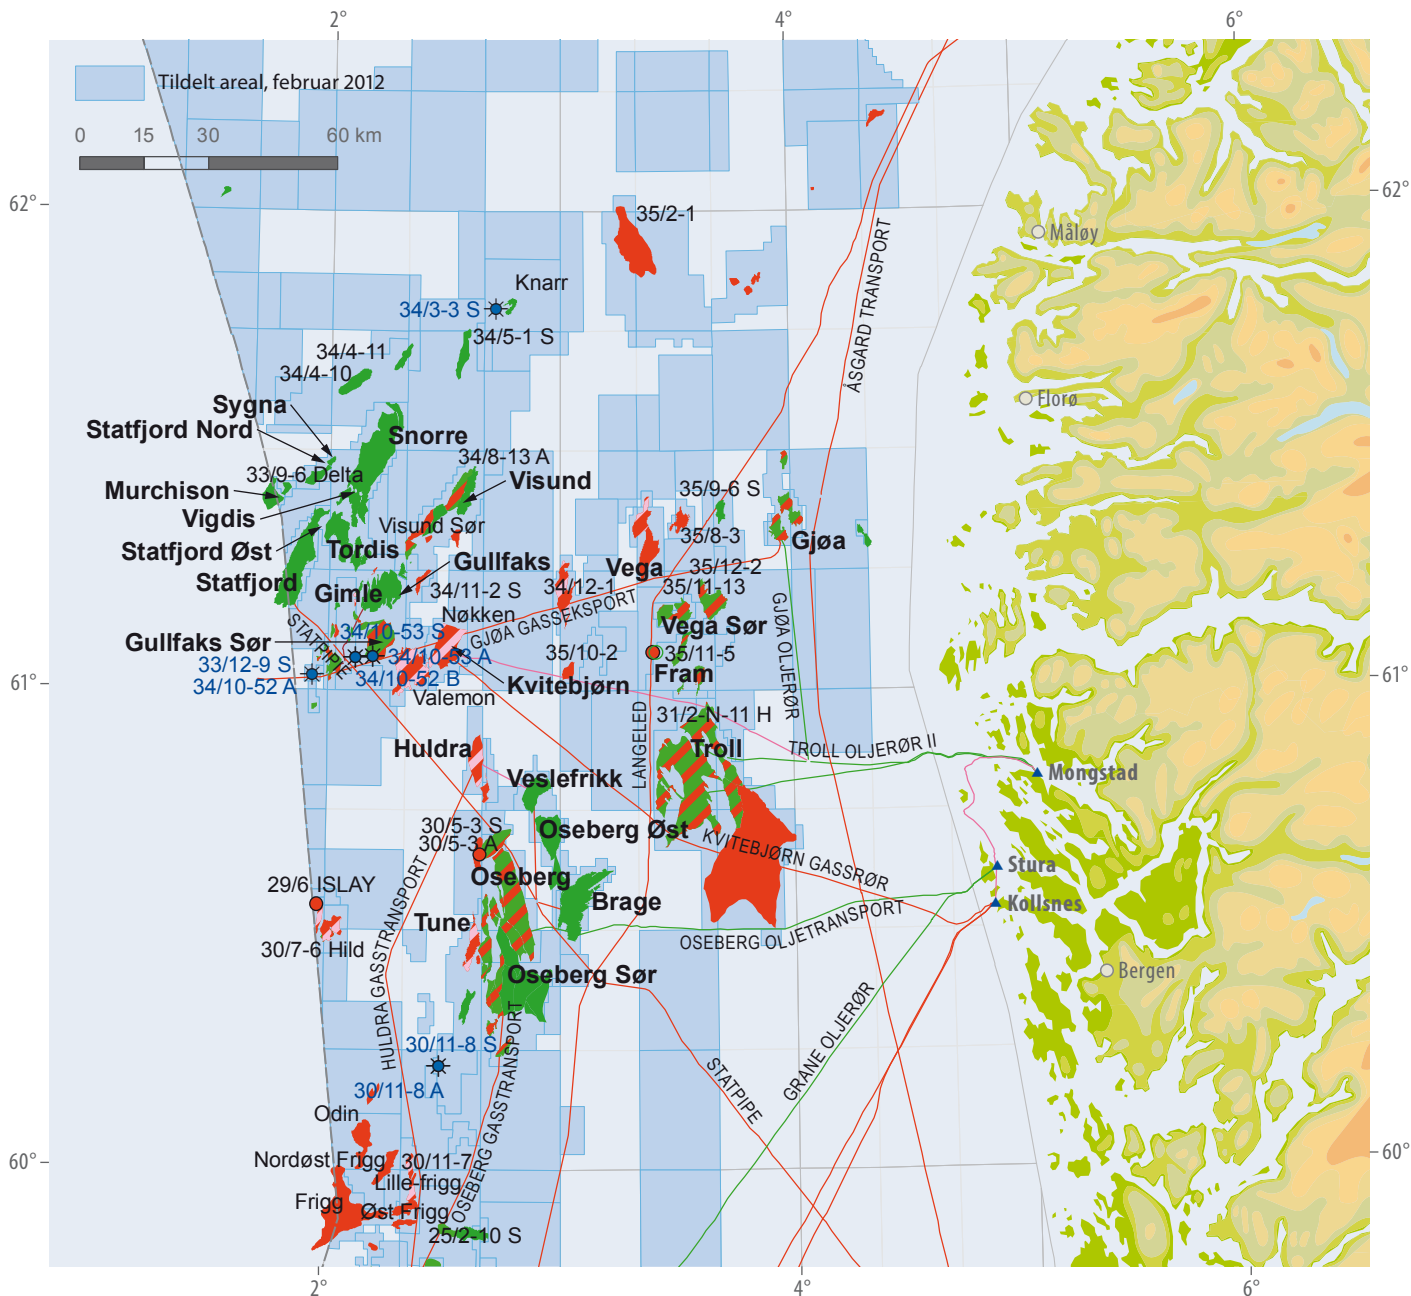 2°
4°
6°
Tildelt areal, februar 2012
0 15 30 60 km
62°
62°
35/2-1
Måløy
ÅSGARD TRANSPORT
Knarr
34/3-3 S
34/5-1 S
34/4-11
34/4-10
Florø
Sygna
Statfjord Nord
Snorre
34/8-13 A
33/9-6 Delta
Visund
Murchison
35/9-6 S
Vigdis
Visund Sør
35/8-3
Gjøa
Statfjord Øst
Tordis
Gullfaks
Vega
35/12-2
Statfjord
34/11-2 S
34/12-1
35/11-13
Gimle
Nøkken
GJØA GASSEKSPORT
GJØA OLJERØR
STATPIPE
Vega Sør
Gullfaks Sør
34/10-53 S
33/12-9 S
34/10-53 A
35/10-2
35/11-5
61°
61°
34/10-52 A
34/10-52 B
Kvitebjørn
Fram
Valemon
31/2-N-11 H
LANGELED
Huldra
Troll
TROLL OLJERØR II
Veslefrikk
Mongstad
30/5-3 S
Oseberg Øst
30/5-3 A
KVITEBJØRN GASSRØR
Stura
29/6 ISLAY
Oseberg
Brage
Kollsnes
HULDRA GASSTRANSPORT
Tune
OSEBERG OLJETRANSPORT
30/7-6 Hild
Oseberg Sør
Bergen
GRANE OLJERØR
30/11-8 S
STATPIPE
30/11-8 A
OSEBERG GASSTRANSPORT
Odin
60°
60°
Nordøst Frigg
30/11-7
Lille-frigg
Frigg
Øst Frigg
25/2-10 S
2°
4°
6°